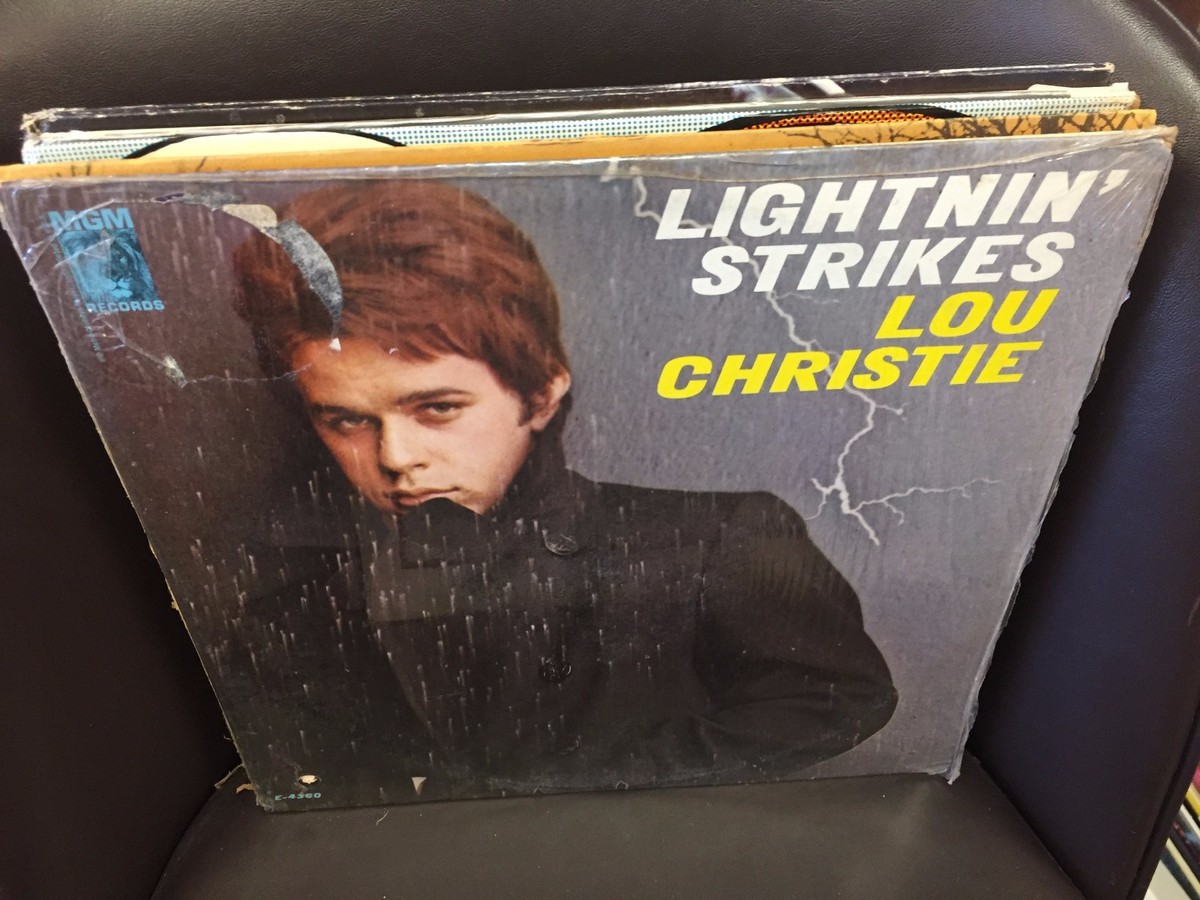 MGM
RECORDS
LIGHTNIN'
STRIKES
LOU
CHRISTIE
E-4360